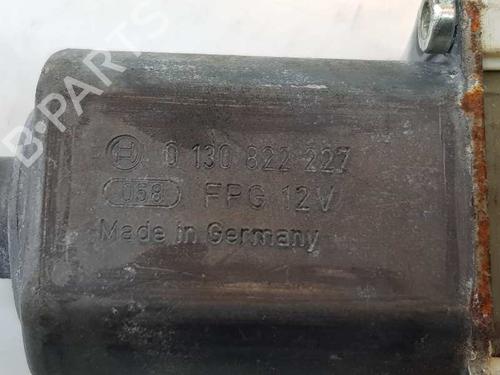 B-PARTS
0 130 822 227
058 FPG 12V
Made in Germany